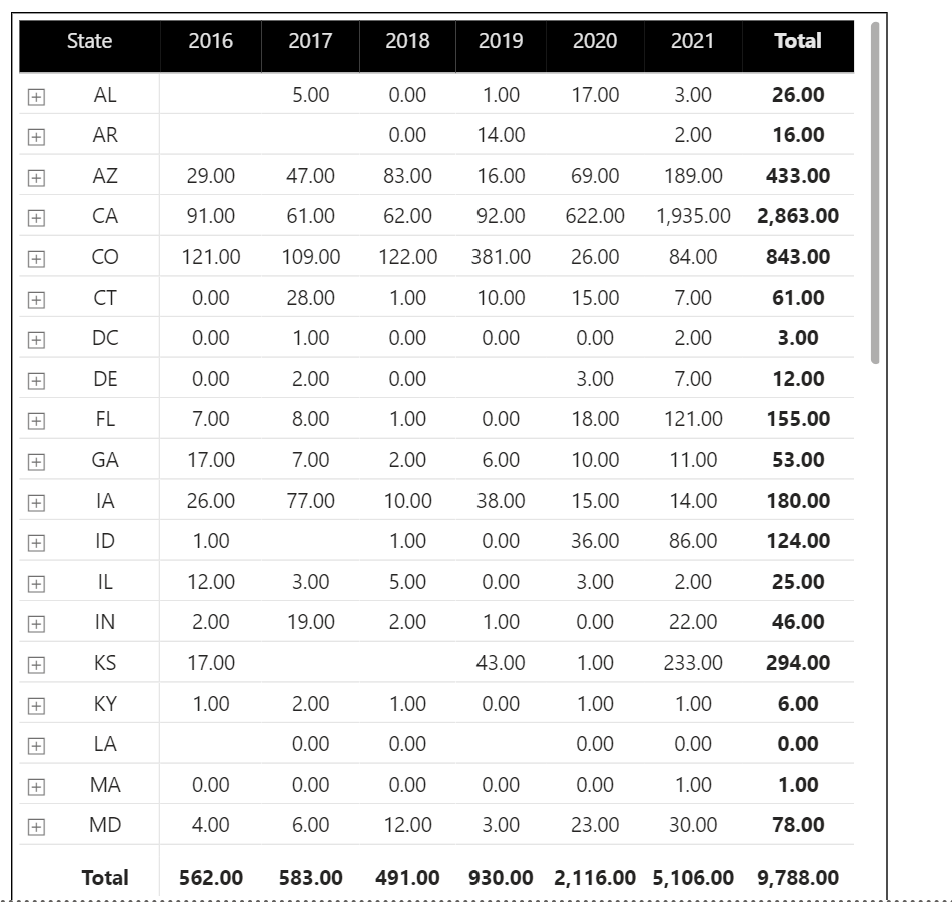 State 2016 2017 2018 2019 2020 2021 Total
AL 5.00 0.00 1.00 17.00 3.00 26.00
AR 0.00 14.00 2.00 16.00
AZ 29.00 47.00 83.00 16.00 69.00 189.00 433.00
CA 91.00 61.00 62.00 92.00 622.00 1,935.00 2,863.00
CO 121.00 109.00 122.00 381.00 26.00 84.00 843.00
CT 0.00 28.00 1.00 10.00 15.00 7.00 61.00
DC 0.00 1.00 0.00 0.00 0.00 2.00 3.00
DE 0.00 2.00 0.00 3.00 7.00 12.00
FL 7.00 8.00 1.00 0.00 18.00 121.00 155.00
GA 17.00 7.00 2.00 6.00 10.00 11.00 53.00
IA 26.00 77.00 10.00 38.00 15.00 14.00 180.00
ID 1.00 1.00 0.00 36.00 86.00 124.00
IL 12.00 3.00 5.00 0.00 3.00 2.00 25.00
IN 2.00 19.00 2.00 1.00 0.00 22.00 46.00
KS 17.00 43.00 1.00 233.00 294.00
KY 1.00 2.00 1.00 0.00 1.00 1.00 6.00
LA 0.00 0.00 0.00 0.00 0.00
MA 0.00 0.00 0.00 0.00 0.00 1.00 1.00
MD 4.00 6.00 12.00 3.00 23.00 30.00 78.00
Total 562.00 583.00 491.00 930.00 2,116.00 5,106.00 9,788.00